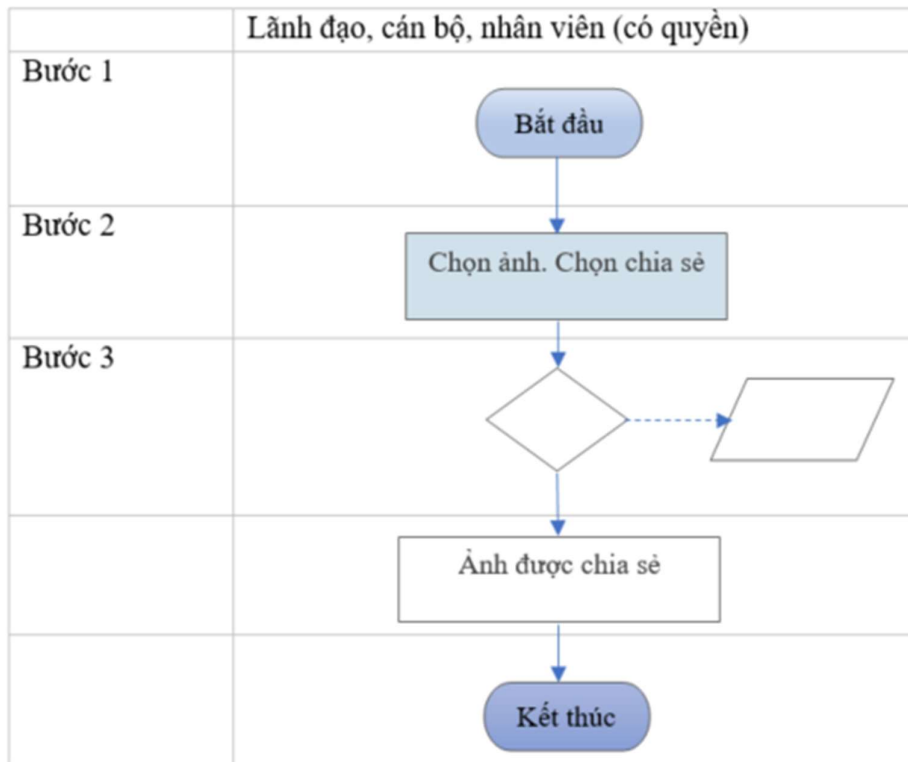 Lãnh đạo, cán bộ, nhân viên (có quyền)
Bước 1
Bắt đầu
Bước 2
Chọn ảnh. Chọn chia sẻ
Bước 3
Ảnh được chia sẻ
Kết thúc